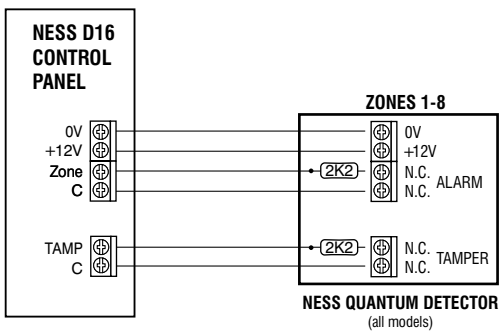 NESS D16
CONTROL
PANEL
0V
+12V
Zone
C
TAMP
C
ZONES 1-8
0V
+12V
2K2
N.C.
N.C.
ALARM
2K2
N.C.
N.C.
TAMPER
NESS QUANTUM DETECTOR
(all models)